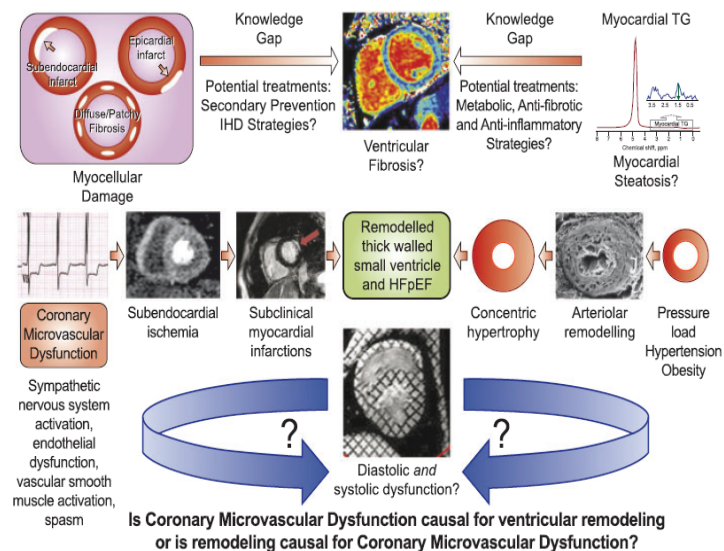 Subendocardial
infarct
Epicardial
infarct
Diffuse/Patchy
Fibrosis
Myocellular
Damage
Knowledge
Gap
Potential treatments:
Secondary Prevention
IHD Strategies?
Ventricular
Fibrosis?
Knowledge
Gap
Potential treatments:
Metabolic, Anti-fibrotic
and Anti-inflammatory
Strategies?
Myocardial TG
Myocardial TG
Chemical shift, ppm
Myocardial
Steatosis?
Coronary
Microvascular
Dysfunction
Sympathetic
nervous system
activation,
endothelial
dysfunction,
vascular smooth
muscle activation,
spasm
Subendocardial
ischemia
Subclinical
myocardial
infarctions
Remodelled
thick walled
small ventricle
and HFpEF
Concentric
hypertrophy
Arteriolar
remodelling
Pressure
load
Hypertension
Obesity
?
?
Diastolic and
systolic dysfunction?
Is Coronary Microvascular Dysfunction causal for ventricular remodeling
or is remodeling causal for Coronary Microvascular Dysfunction?